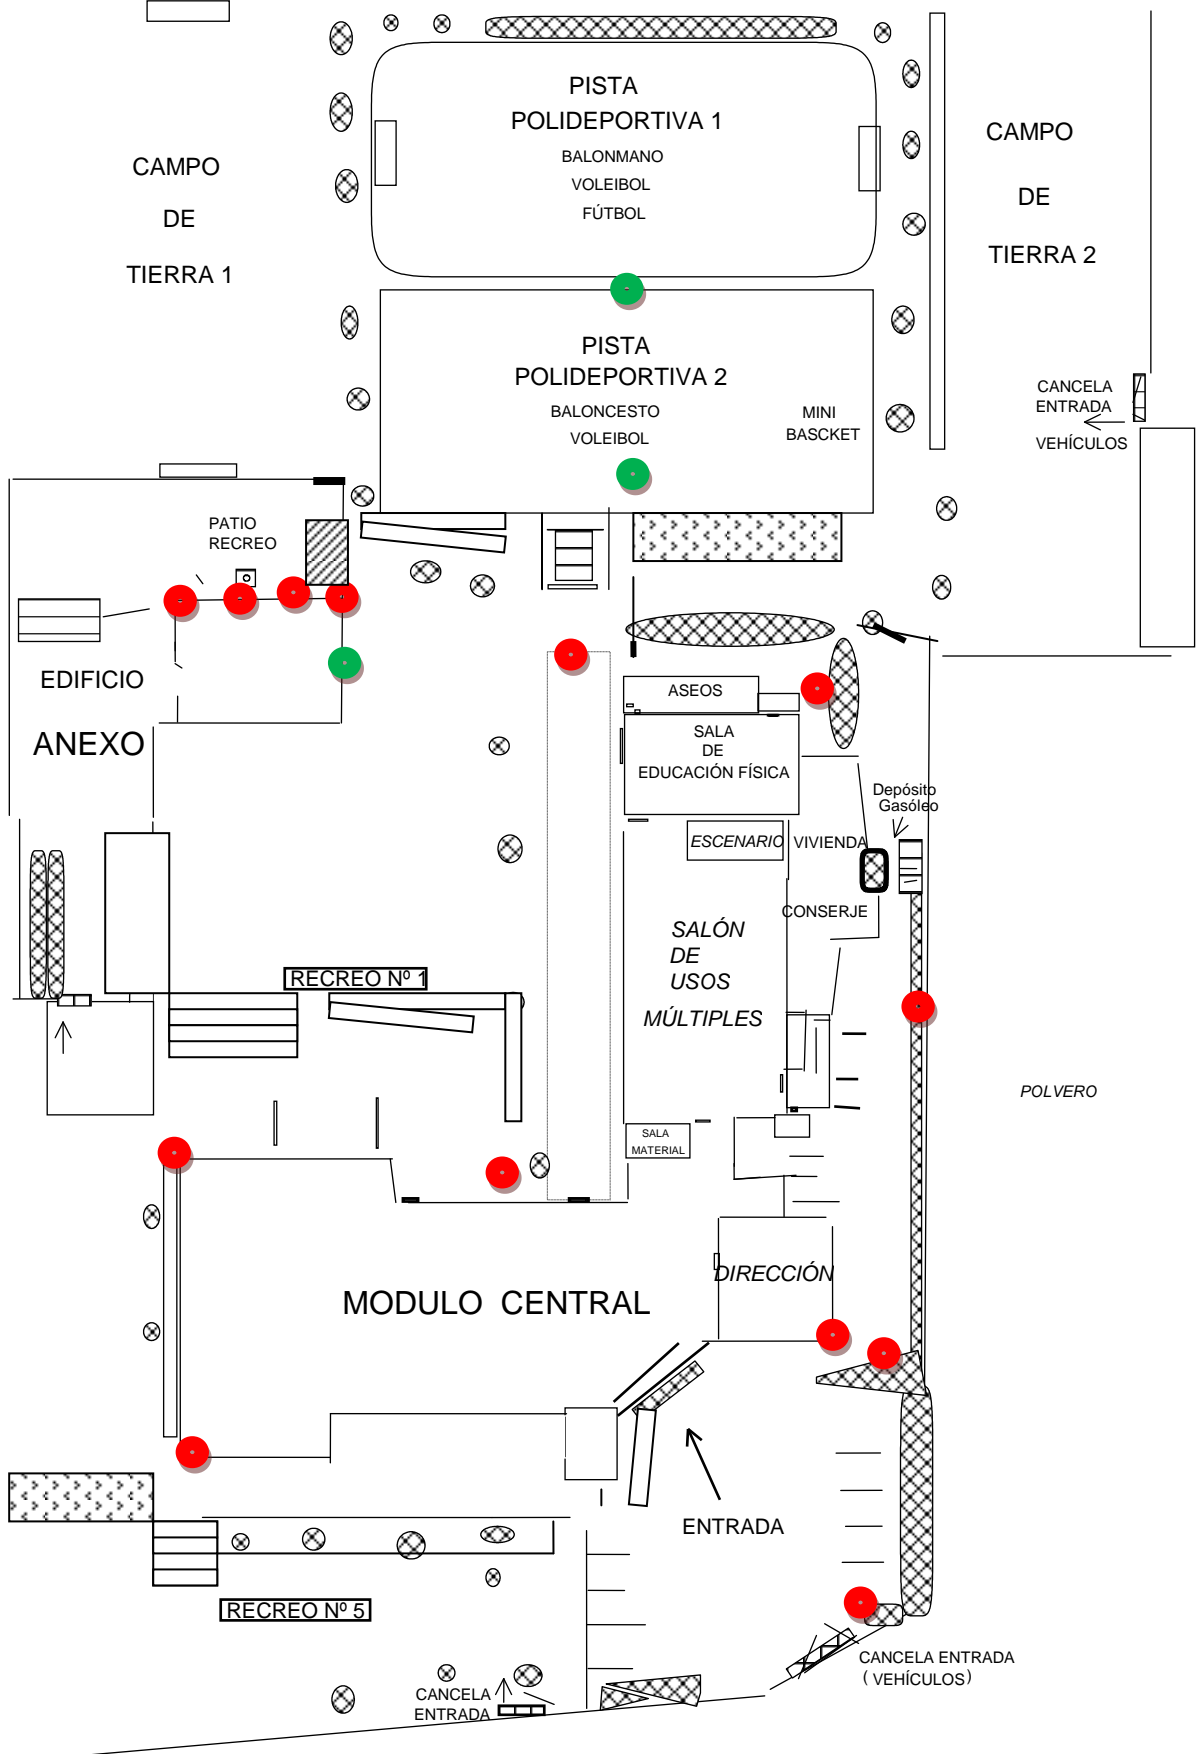 PISTA
POLIDEPORTIVA 1
BALONMANO
VOLEIBOL
FÚTBOL
CAMPO
DE
TIERRA 1
CAMPO
DE
TIERRA 2
PISTA
POLIDEPORTIVA 2
BALONCESTO
VOLEIBOL
MINI
BASCKET
CANCELA
ENTRADA
VEHÍCULOS
PATIO
RECREO
EDIFICIO
ANEXO
ASEOS
SALA
DE
EDUCACIÓN FÍSICA
Depósito
Gasóleo
ESCENARIO
VIVIENDA
CONSERJE
SALÓN
DE
USOS
MÚLTIPLES
RECREO Nº 1
POLVERO
SALA
MATERIAL
DIRECCIÓN
MODULO CENTRAL
ENTRADA
RECREO Nº 5
CANCELA
ENTRADA
CANCELA ENTRADA
( VEHÍCULOS)